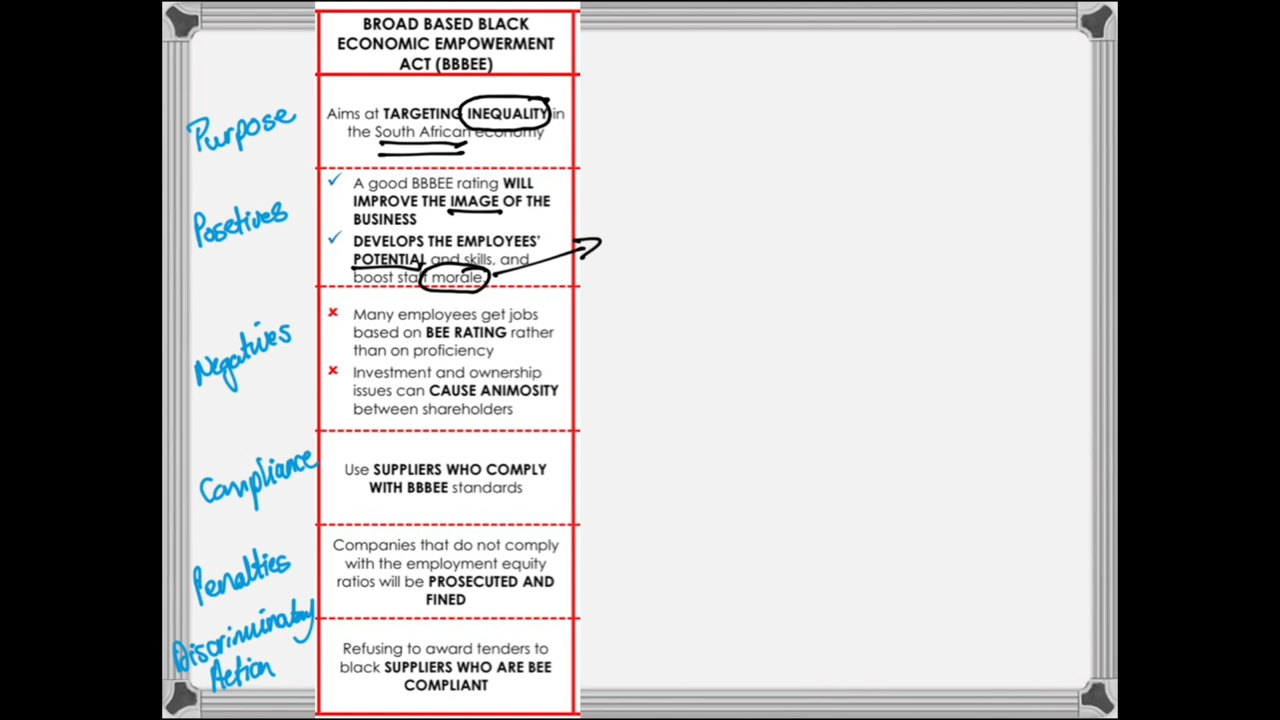 BROAD BASED BLACK
ECONOMIC EMPOWERMENT
ACT (BBBEE)
Purpose
Aims at TARGETING INEQUALITY in
the South African economy
Posetives
✓ A good BBBEE rating WILL
IMPROVE THE IMAGE OF THE
BUSINESS
✓ DEVELOPS THE EMPLOYEES'
POTENTIAL and skills, and
boost staff morale.
Negatives
✗ Many employees get jobs
based on BEE RATING rather
than on proficiency
✗ Investment and ownership
issues can CAUSE ANIMOSITY
between shareholders
Compliance
Use SUPPLIERS WHO COMPLY
WITH BBBEE standards
Penalties
Companies that do not comply
with the employment equity
ratios will be PROSECUTED AND
FINED
Discriminatory
Action
Refusing to award tenders to
black SUPPLIERS WHO ARE BEE
COMPLIANT